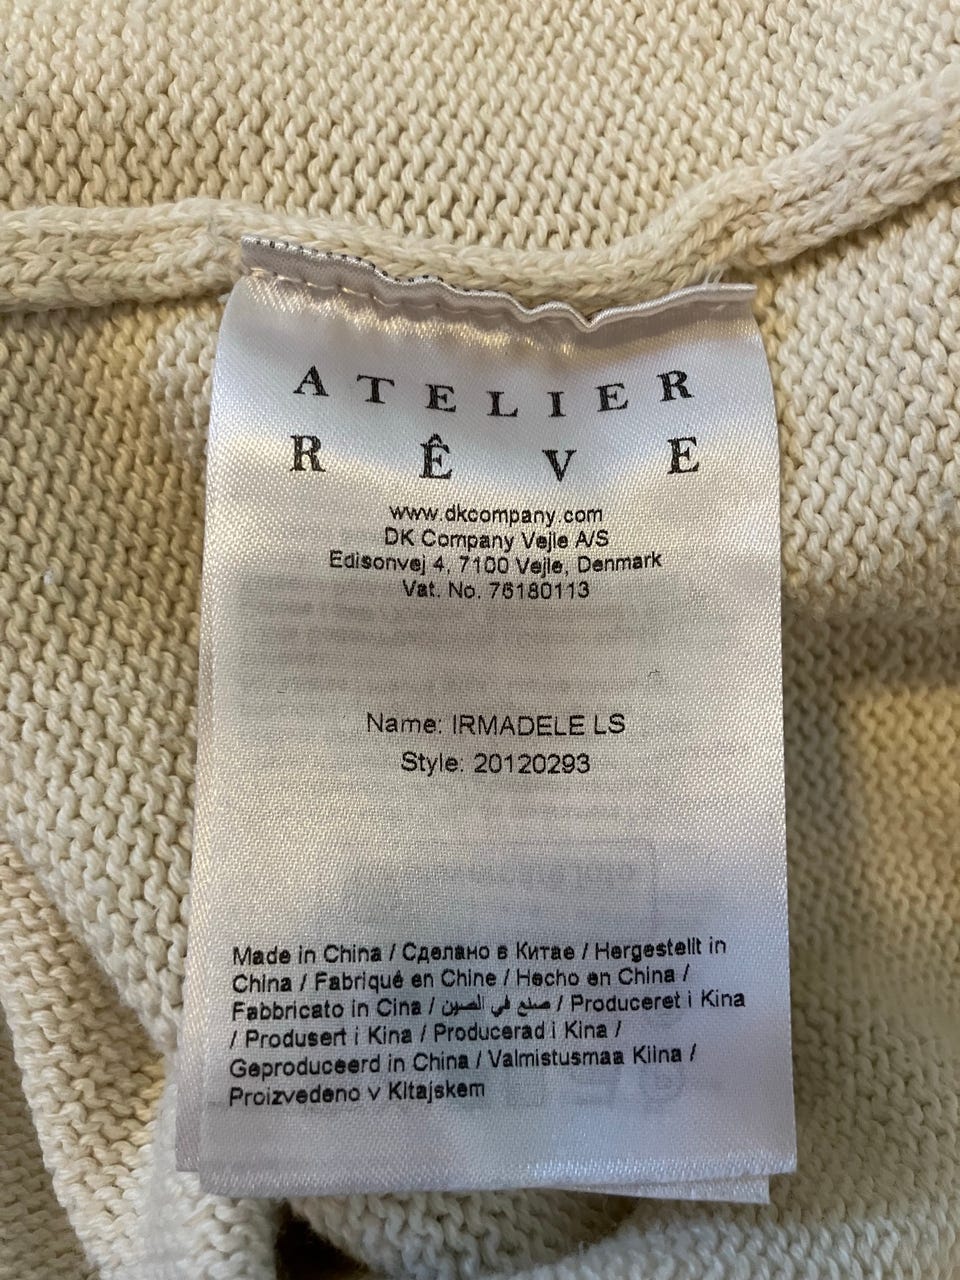 ATELIER
RÊVE
www.dkcompany.com
DK Company Vejle A/S
Edisonvej 4, 7100 Vejle, Denmark
Vat. No. 76180113
Name: IRMADELE LS
Style: 20120293
Made in China / Сделано в Китае / Hergestellt in
China / Fabriqué en Chine / Hecho en China /
Fabbricato in Cina / صنع في الصين / Produceret i Kina
/ Produsert i Kina / Producerad i Kina /
Geproduceerd in China / Valmistusmaa Kiina /
Proizvedeno v Kitajskem